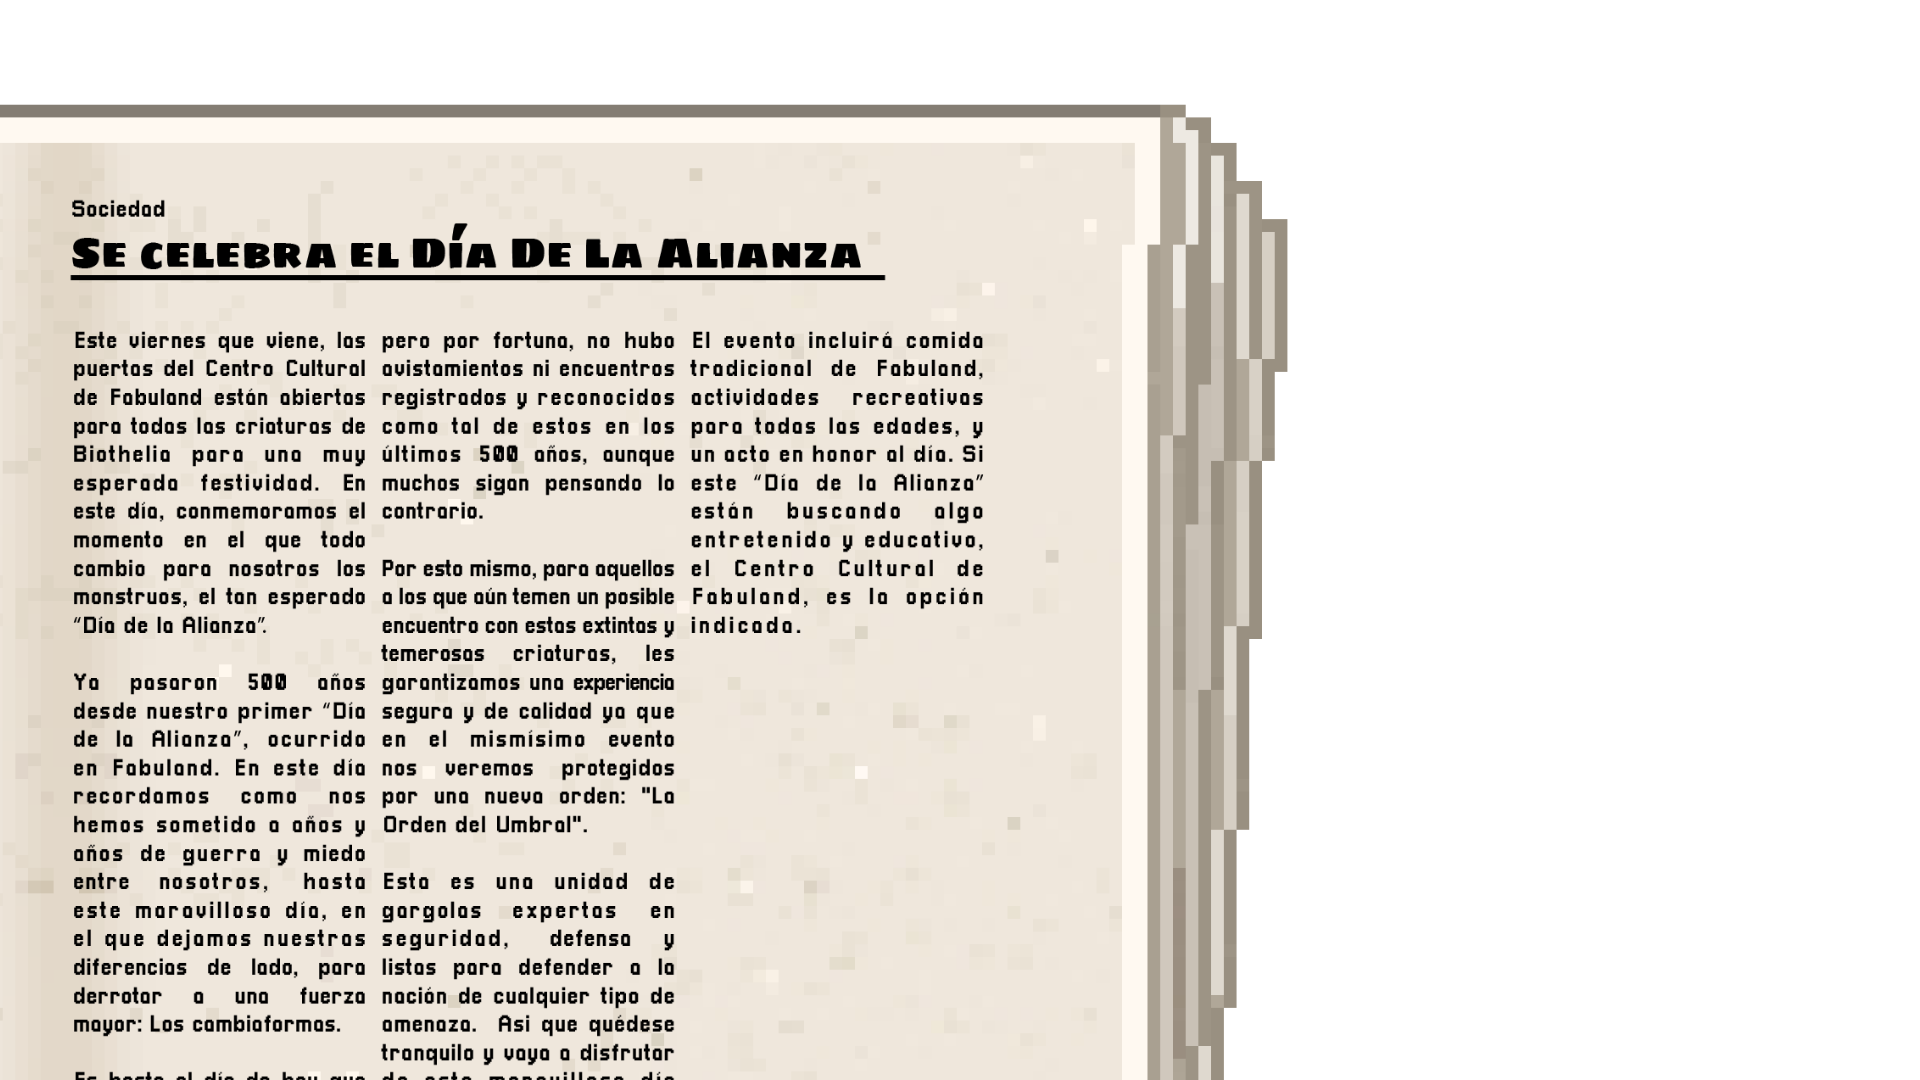 Sociedad
Se celebra el Día De La Alianza
Este viernes que viene, las
puertas del Centro Cultural
de Fabuland están abiertas
para todas las criaturas de
Biothelia para una muy
esperada festividad. En
este día, conmemoramos el
momento en el que todo
cambio para nosotros los
monstruos, el tan esperado
“Día de la Alianza”.
Ya pasaron 500 años
desde nuestro primer “Día
de la Alianza”, ocurrido
en Fabuland. En este día
recordamos como nos
hemos sometido a años y
años de guerra y miedo
entre nosotros, hasta
este maravilloso día, en
el que dejamos nuestras
diferencias de lado, para
derrotar a una fuerza
mayor: Los cambiaformas.
Es hasta el día de hoy que
pero por fortuna, no hubo
avistamientos ni encuentros
registrados y reconocidos
como tal de estos en los
últimos 500 años, aunque
muchos sigan pensando lo
contrario.
Por esto mismo, para aquellos
a los que aún temen un posible
encuentro con estas extintas y
temerosas criaturas, les
garantizamos una experiencia
segura y de calidad ya que
en el mismísimo evento
nos veremos protegidos
por una nueva orden: "La
Orden del Umbral".
Esta es una unidad de
gargolas expertas en
seguridad, defensa y
listas para defender a la
nación de cualquier tipo de
amenaza. Asi que quédese
tranquilo y vaya a disfrutar
de este maravilloso día
El evento incluirá comida
tradicional de Fabuland,
actividades recreativas
para todas las edades, y
un acto en honor al día. Si
este “Día de la Alianza”
están buscando algo
entretenido y educativo,
el Centro Cultural de
Fabuland, es la opción
indicada.